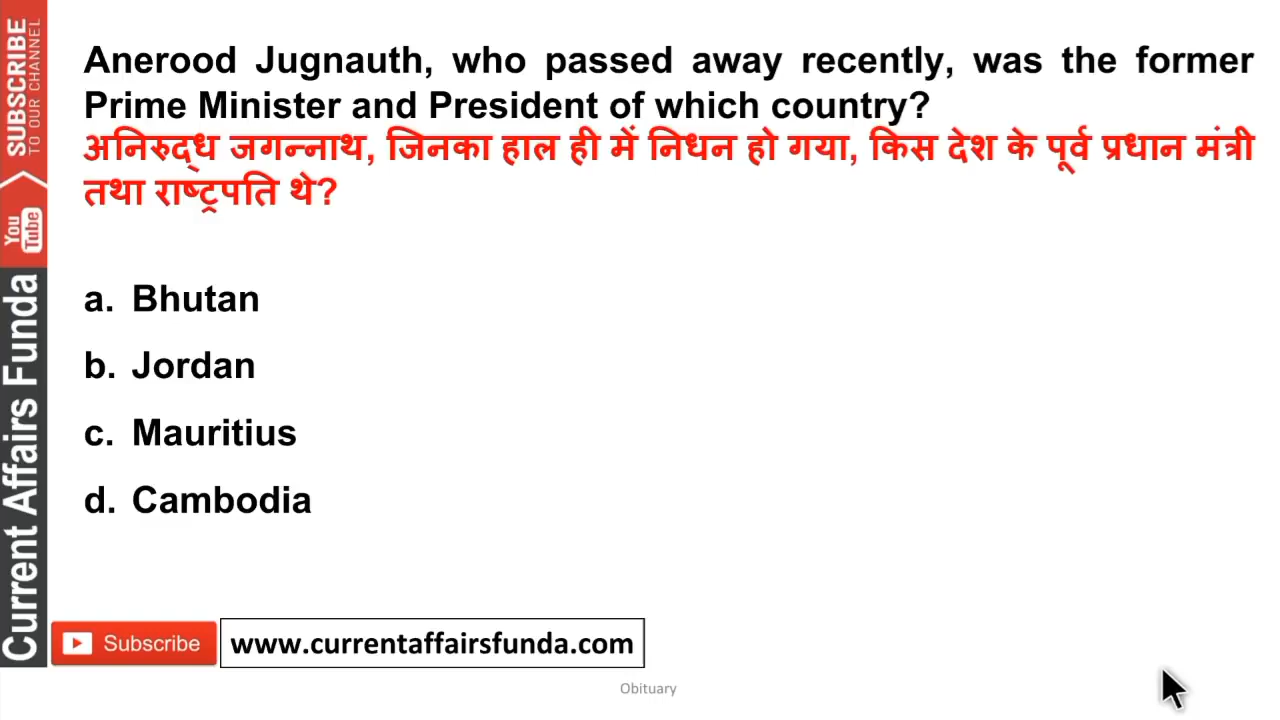 SUBSCRIBE
TO OUR CHANNEL
You
Tube
Current Affairs Funda
Anerood Jugnauth, who passed away recently, was the former
Prime Minister and President of which country?
अनिरुद्ध जगन्नाथ, जिनका हाल ही में निधन हो गया, किस देश के पूर्व प्रधान मंत्री
तथा राष्ट्रपति थे?
a. Bhutan
b. Jordan
c. Mauritius
d. Cambodia
Subscribe
www.currentaffairsfunda.com
Obituary